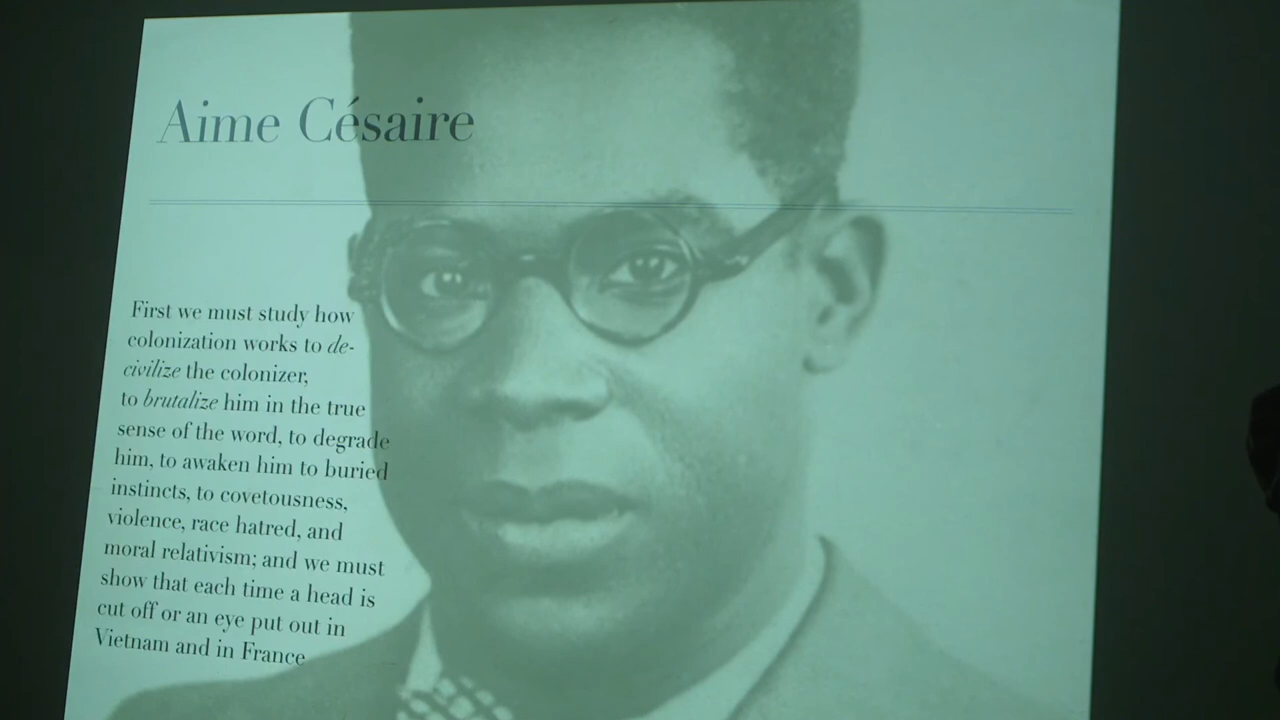 Aime Césaire
First we must study how
colonization works to de-
civilize the colonizer,
to brutalize him in the true
sense of the word, to degrade
him, to awaken him to buried
instincts, to covetousness,
violence, race hatred, and
moral relativism; and we must
show that each time a head is
cut off or an eye put out in
Vietnam and in France